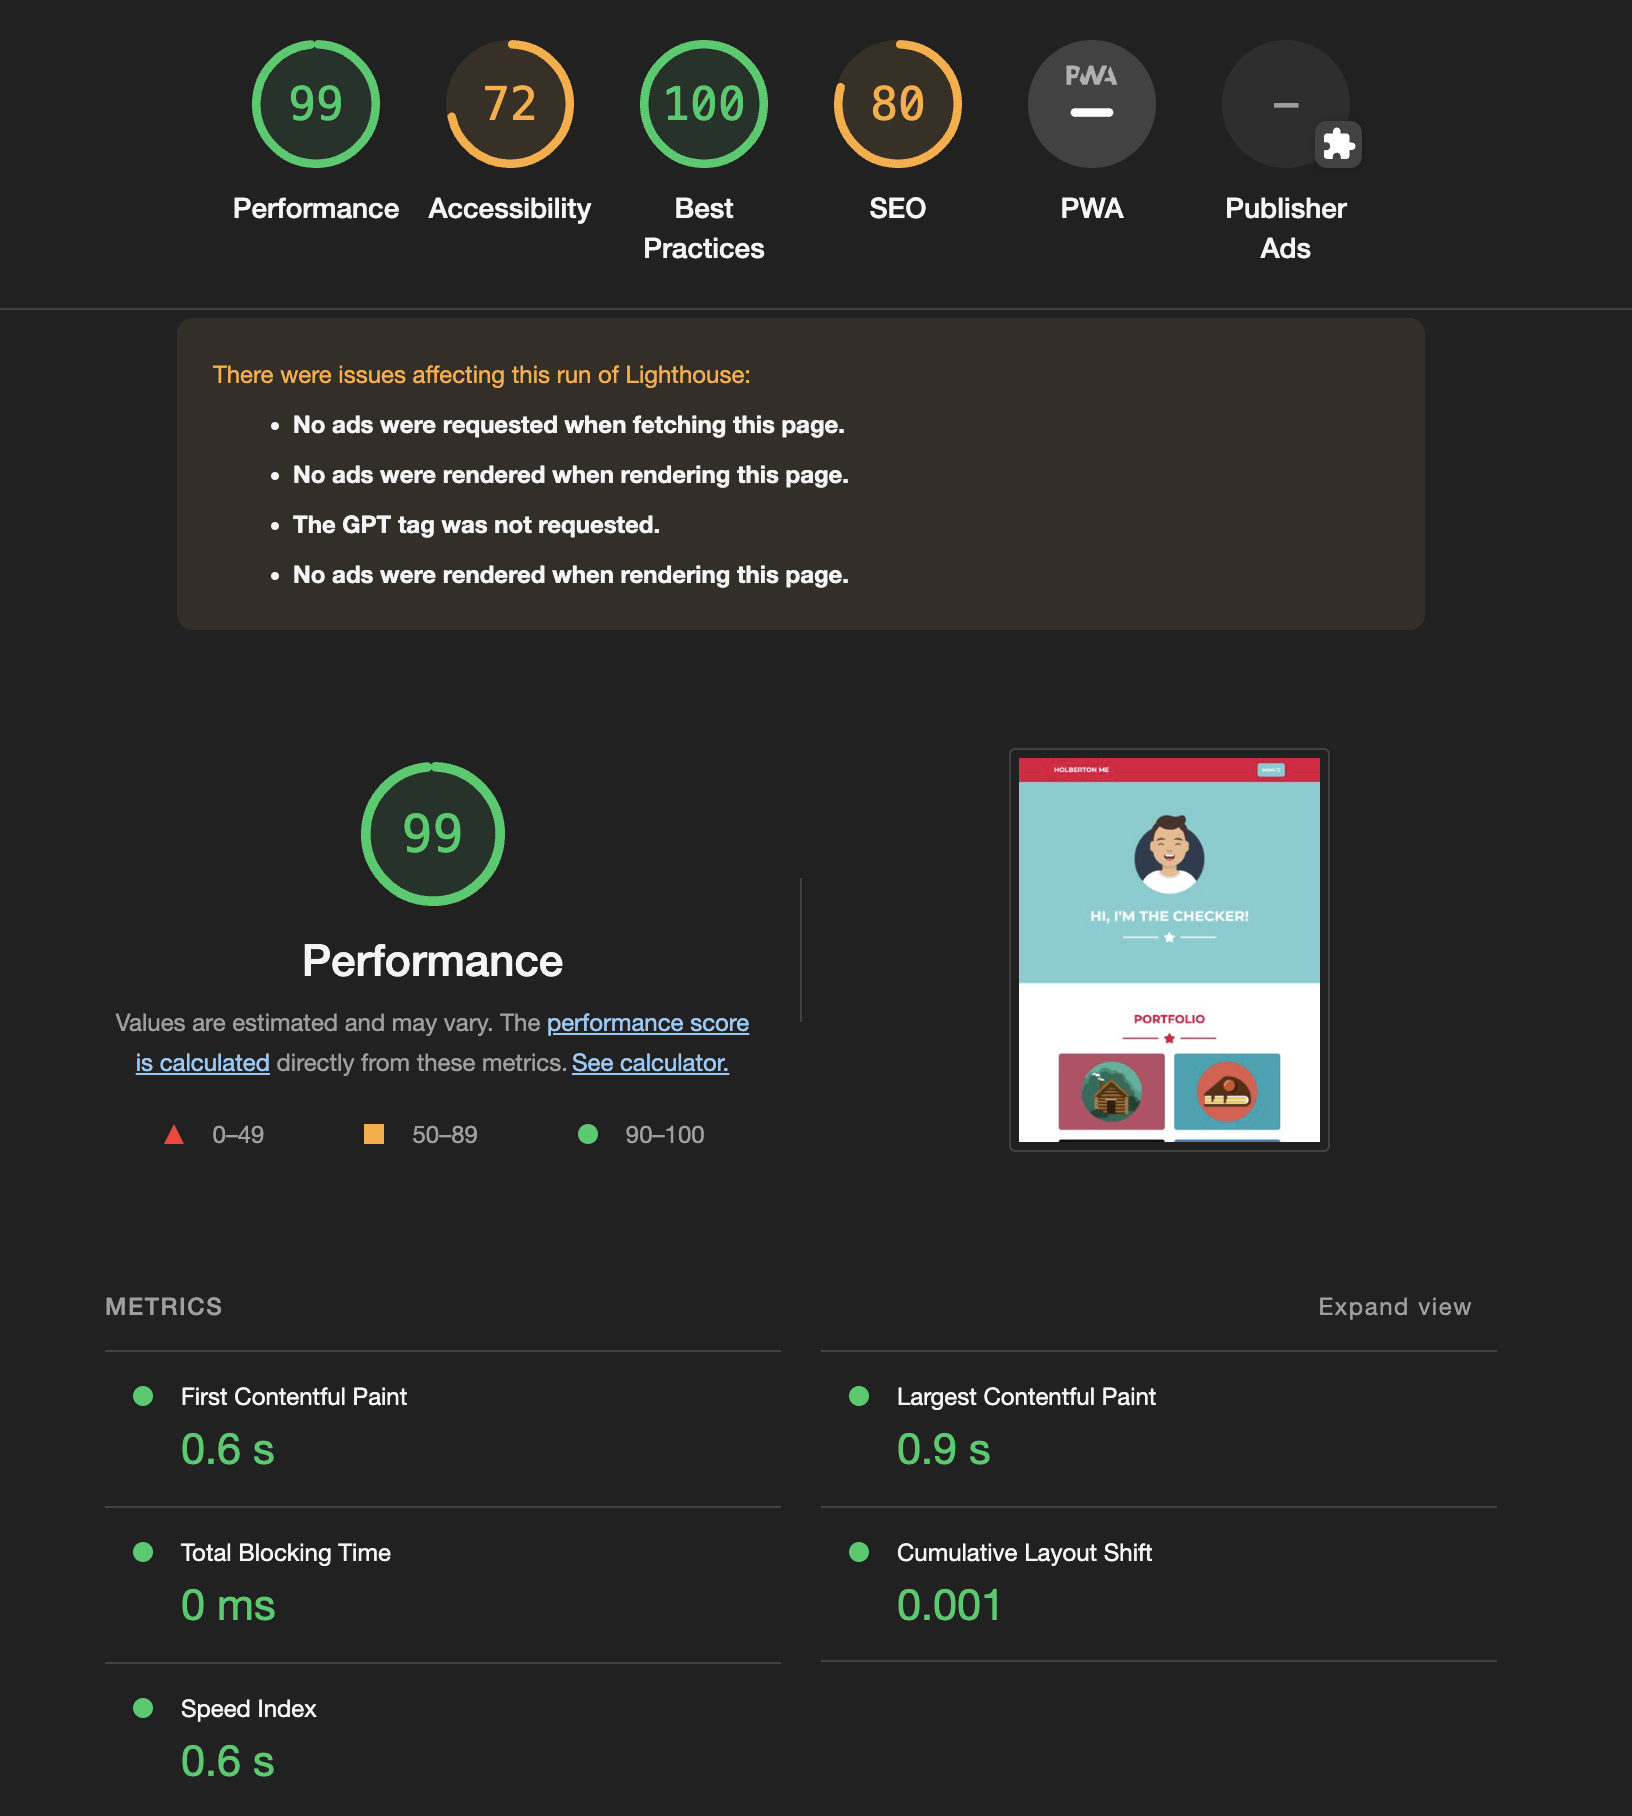 99
72
100
80
PWA
Performance
Accessibility
Best
Practices
SEO
PWA
Publisher
Ads
There were issues affecting this run of Lighthouse:
• No ads were requested when fetching this page.
• No ads were rendered when rendering this page.
• The GPT tag was not requested.
• No ads were rendered when rendering this page.
99
Performance
Values are estimated and may vary. The performance score
is calculated directly from these metrics. See calculator.
0–49
50–89
90–100
HOLBERTON ME
MENU
HI, I'M THE CHECKER!
PORTFOLIO
METRICS
Expand view
First Contentful Paint
0.6 s
Largest Contentful Paint
0.9 s
Total Blocking Time
0 ms
Cumulative Layout Shift
0.001
Speed Index
0.6 s